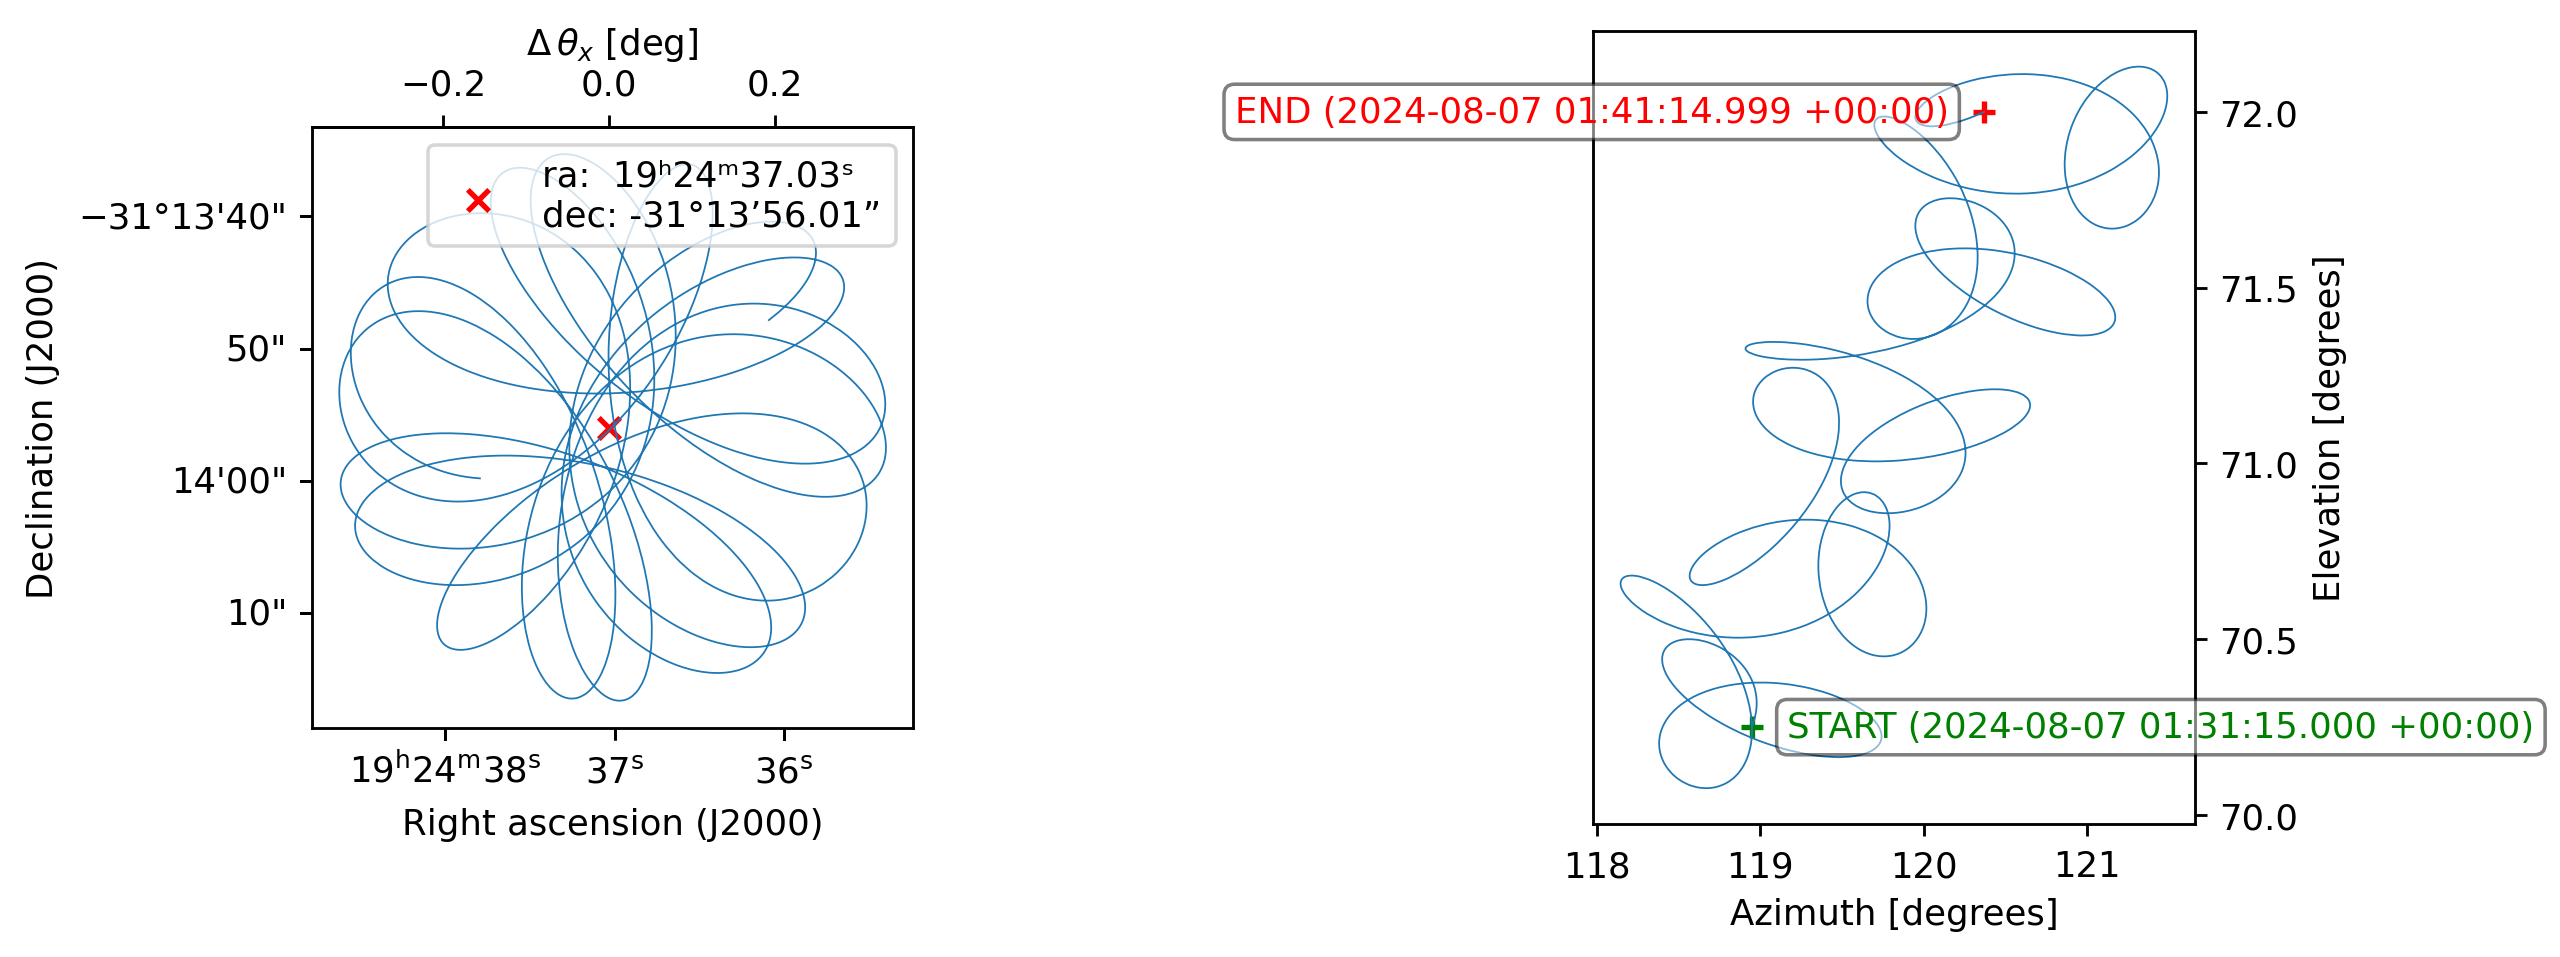 Δ θx [deg]
−0.2 0.0 0.2
ra: 19ʰ24ᵐ37.03ˢ
dec: -31°13’56.01”
−31°13'40"
50"
14'00"
10"
Declination (J2000)
19ʰ24ᵐ38ˢ 37ˢ 36ˢ
Right ascension (J2000)
END (2024-08-07 01:41:14.999 +00:00)
START (2024-08-07 01:31:15.000 +00:00)
72.0
71.5
71.0
70.5
70.0
Elevation [degrees]
118 119 120 121
Azimuth [degrees]